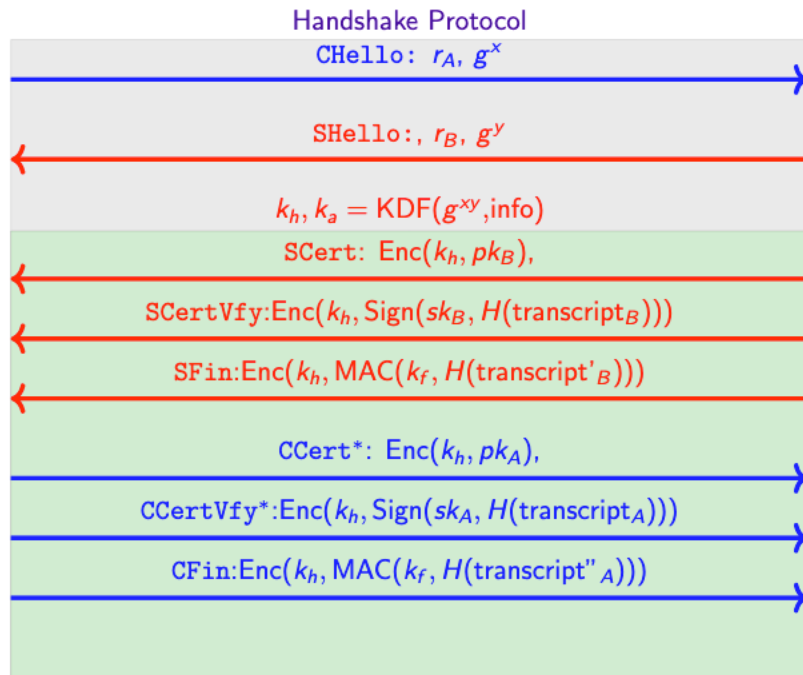 Handshake Protocol
CHello: r_A, g^x
SHello:, r_B, g^y
k_h, k_a = KDF(g^{xy},info)
SCert: Enc(k_h, pk_B),
SCertVfy:Enc(k_h, Sign(sk_B, H(transcript_B)))
SFin:Enc(k_h, MAC(k_f, H(transcript'_B)))
CCert*: Enc(k_h, pk_A),
CCertVfy*:Enc(k_h, Sign(sk_A, H(transcript_A)))
CFin:Enc(k_h, MAC(k_f, H(transcript"_A)))